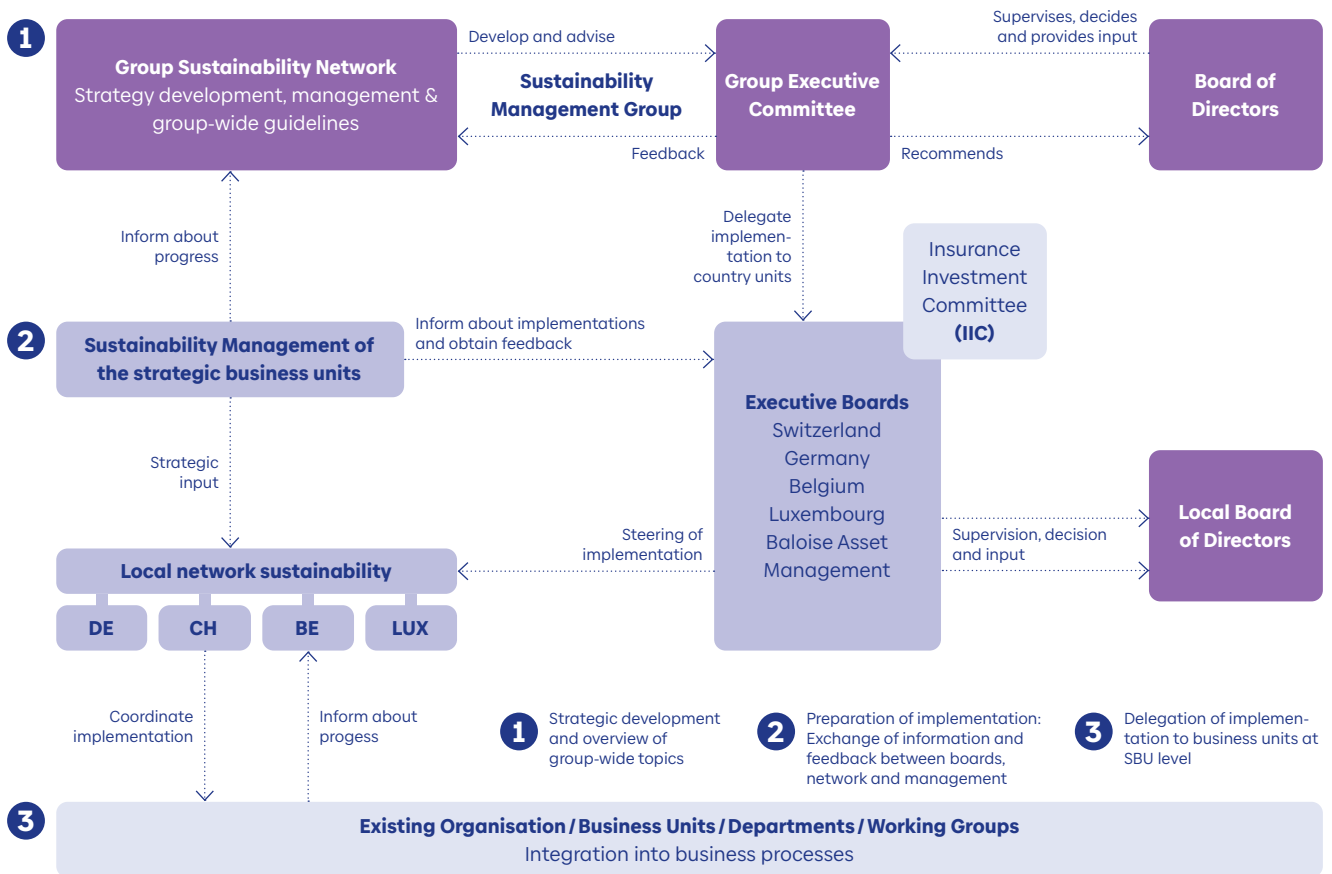 1
Group Sustainability Network
Strategy development, management &
group-wide guidelines
Develop and advise
Sustainability
Management Group
Feedback
Group Executive
Committee
Supervises, decides
and provides input
Recommends
Board of
Directors
Inform about
progress
Delegate
implemen-
tation to
country units
Insurance
Investment
Committee
(IIC)
2
Sustainability Management of
the strategic business units
Inform about implementations
and obtain feedback
Executive Boards
Switzerland
Germany
Belgium
Luxembourg
Baloise Asset
Management
Strategic
input
Steering of
implementation
Supervision, decision
and input
Local Board
of Directors
Local network sustainability
DE
CH
BE
LUX
Coordinate
implementation
Inform about
progess
1
Strategic development
and overview of
group-wide topics
2
Preparation of implementation:
Exchange of information and
feedback between boards,
network and management
3
Delegation of implemen-
tation to business units at
SBU level
3
Existing Organisation / Business Units / Departments / Working Groups
Integration into business processes